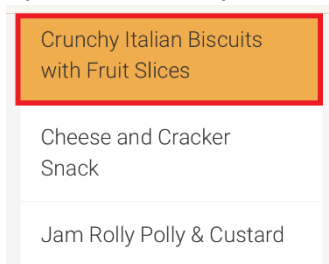 Crunchy Italian Biscuits
with Fruit Slices
Cheese and Cracker
Snack
Jam Rolly Polly & Custard